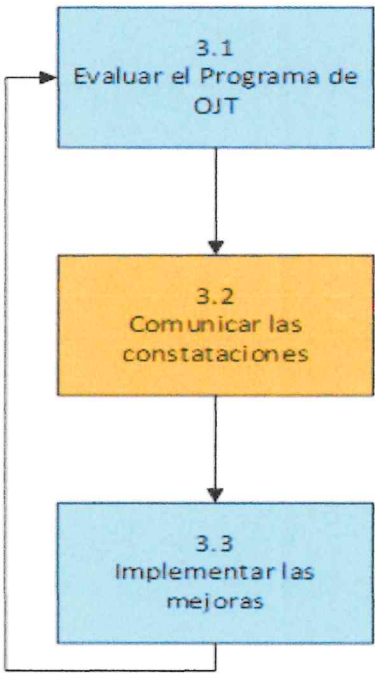 3.1
Evaluar el Programa de
OJT
3.2
Comunicar las
constataciones
3.3
Implementar las
mejoras